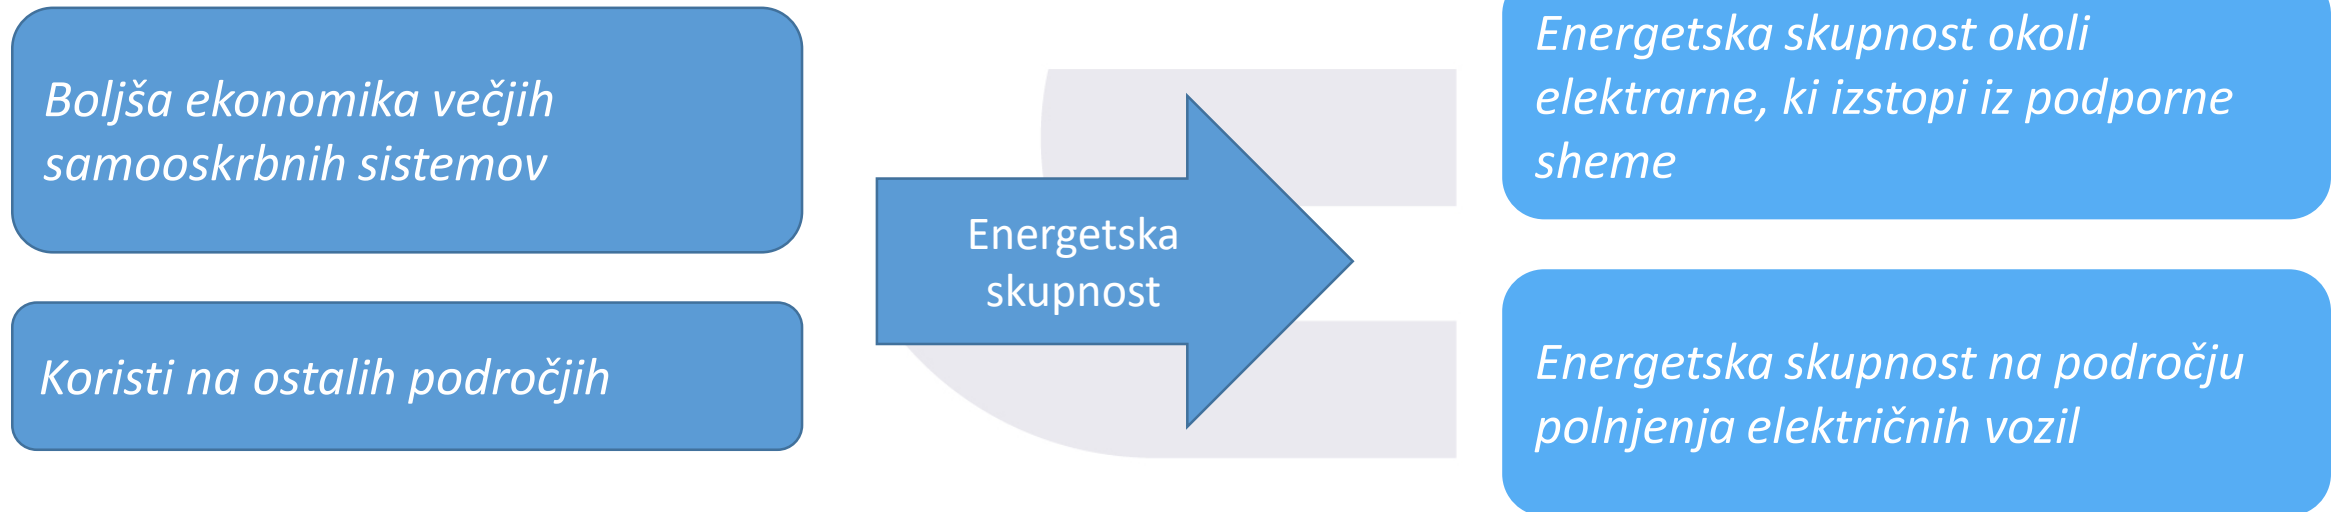 Boljša ekonomika večjih
samooskrbnih sistemov
Koristi na ostalih področjih
Energetska
skupnost
Energetska skupnost okoli
elektrarne, ki izstopi iz podporne
sheme
Energetska skupnost na področju
polnjenja električnih vozil